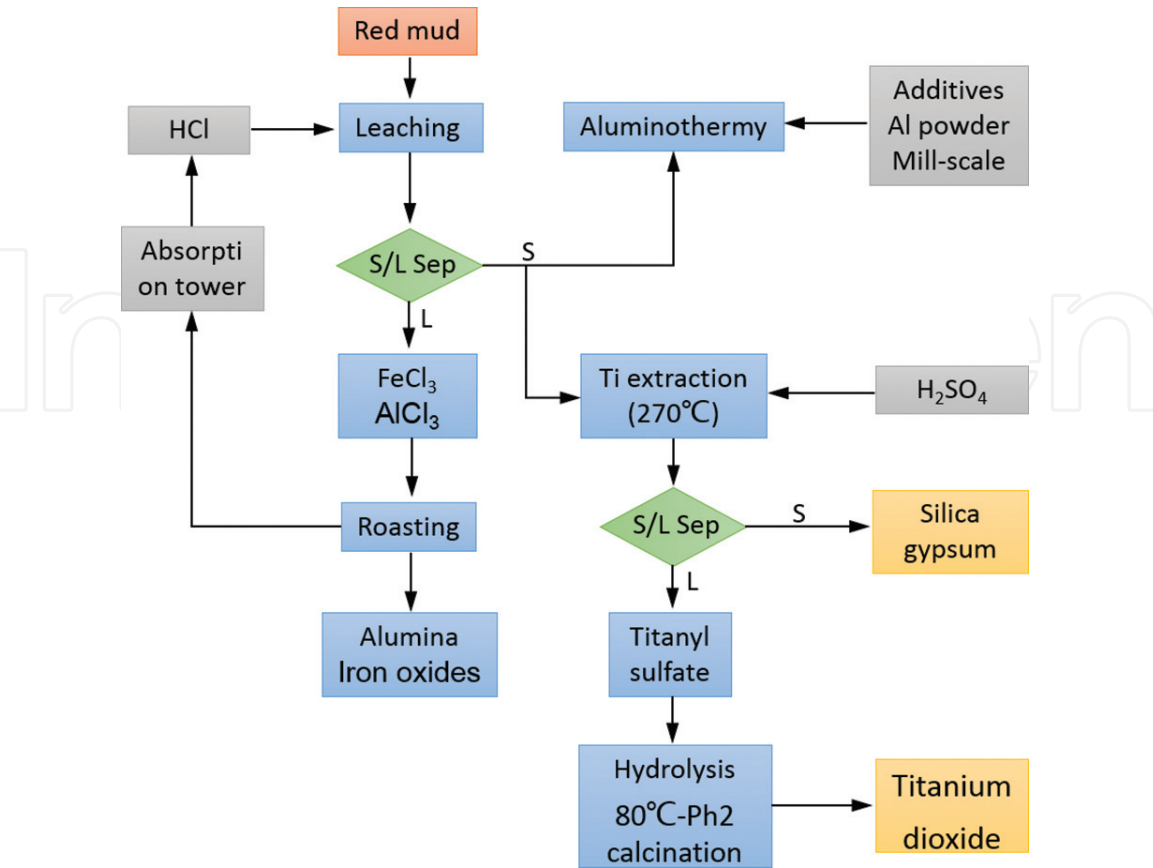 Red mud
HCl
Leaching
Aluminothermy
Additives
Al powder
Mill-scale
Absorpti
on tower
S/L Sep
S
L
FeCl₃
AlCl₃
Ti extraction
(270℃)
H₂SO₄
Roasting
S/L Sep
S
L
Silica
gypsum
Alumina
Iron oxides
Titanyl
sulfate
Hydrolysis
80℃-Ph2
calcination
Titanium
dioxide